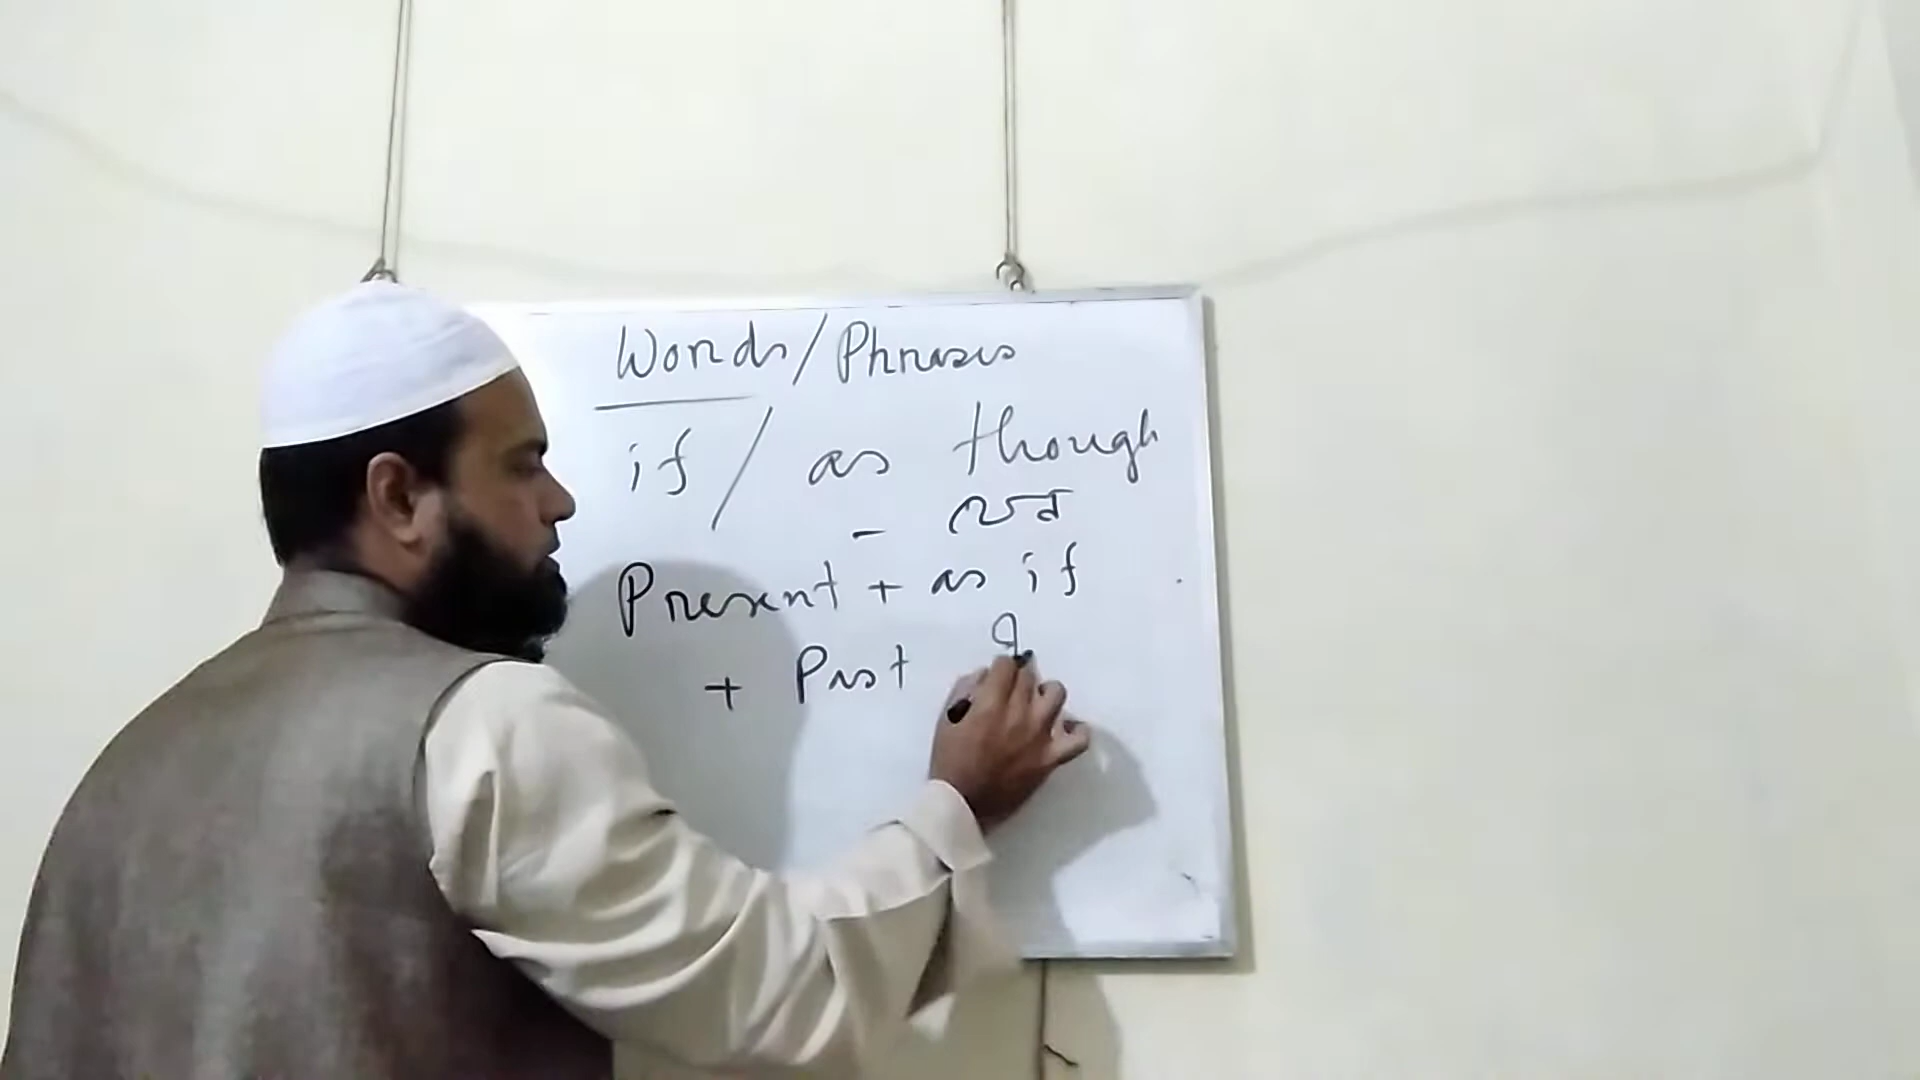 Words/Phrases
if / as though
- যেন
Present + as if
+ Past